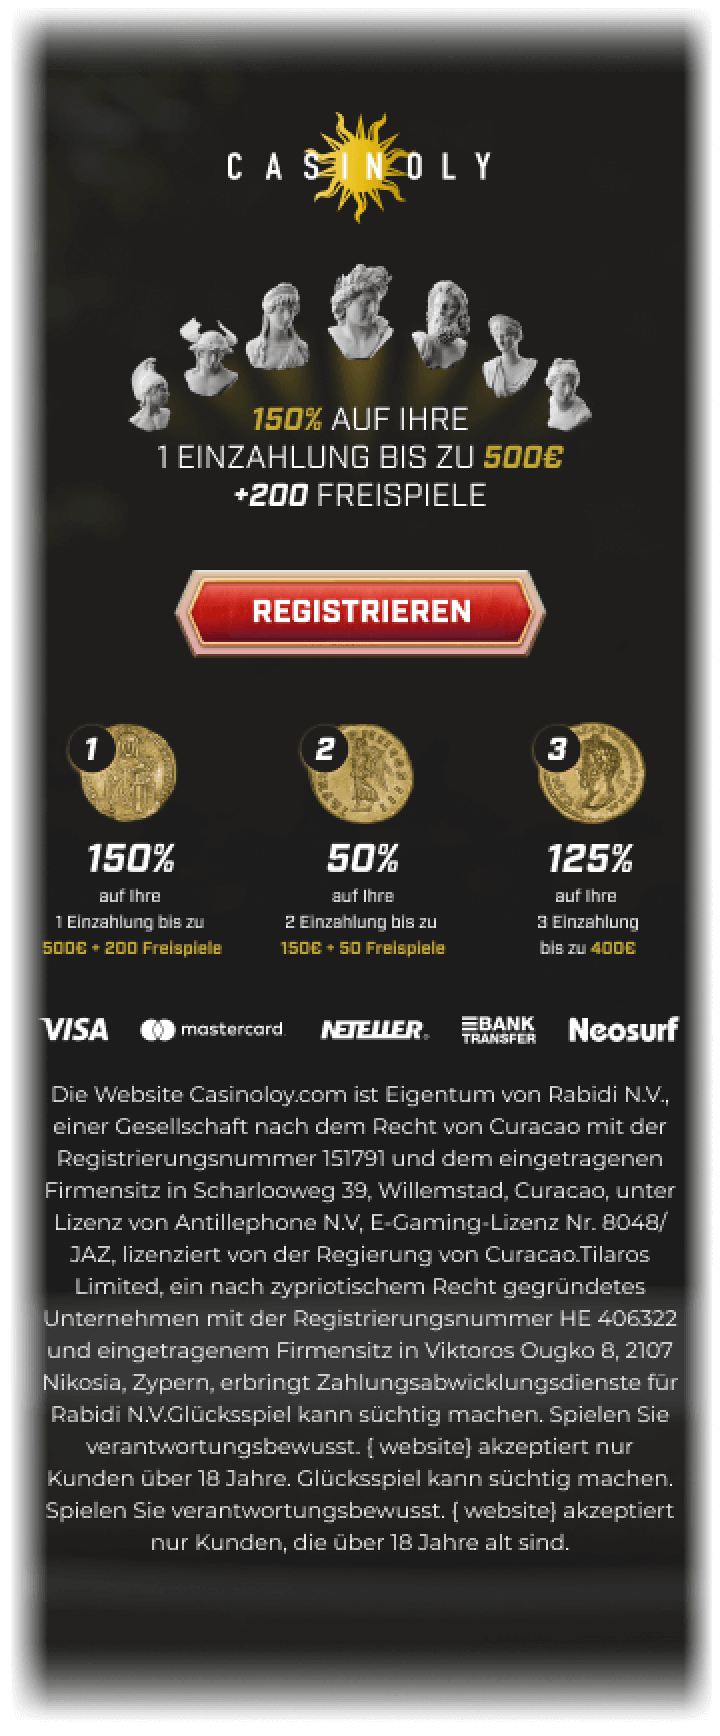 CASINOLY
150% AUF IHRE
1 EINZAHLUNG BIS ZU 500€
+200 FREISPIELE
REGISTRIEREN
1 2 3
150% 50% 125%
auf Ihre auf Ihre auf Ihre
1 Einzahlung bis zu 2 Einzahlung bis zu 3 Einzahlung
500€ + 200 Freispiele 150€ + 50 Freispiele bis zu 400€
VISA mastercard. NETELLER. BANK TRANSFER Neosurf
Die Website Casinoloy.com ist Eigentum von Rabidi N.V.,
einer Gesellschaft nach dem Recht von Curacao mit der
Registrierungsnummer 151791 und dem eingetragenen
Firmensitz in Scharlooweg 39, Willemstad, Curacao, unter
Lizenz von Antillephone N.V, E-Gaming-Lizenz Nr. 8048/
JAZ, lizenziert von der Regierung von Curacao.Tilaros
Limited, ein nach zypriotischem Recht gegründetes
Unternehmen mit der Registrierungsnummer HE 406322
und eingetragenem Firmensitz in Viktoros Ougko 8, 2107
Nikosia, Zypern, erbringt Zahlungsabwicklungsdienste für
Rabidi N.V.Glücksspiel kann süchtig machen. Spielen Sie
verantwortungsbewusst. { website} akzeptiert nur
Kunden über 18 Jahre. Glücksspiel kann süchtig machen.
Spielen Sie verantwortungsbewusst. { website} akzeptiert
nur Kunden, die über 18 Jahre alt sind.